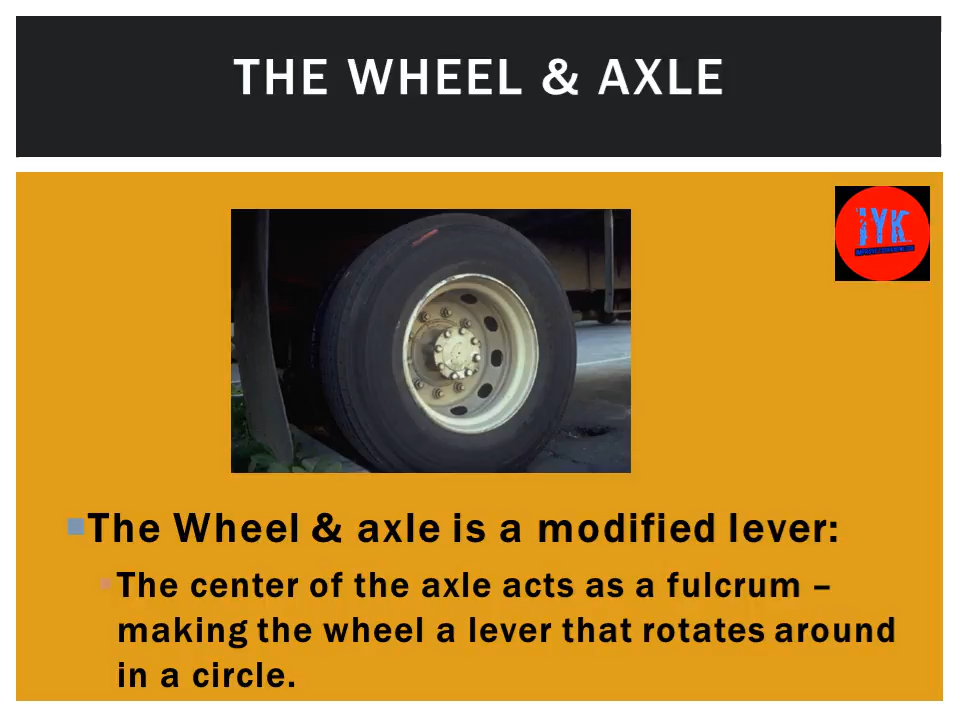 THE WHEEL & AXLE
IYK
The Wheel & axle is a modified lever:
The center of the axle acts as a fulcrum –
making the wheel a lever that rotates around
in a circle.